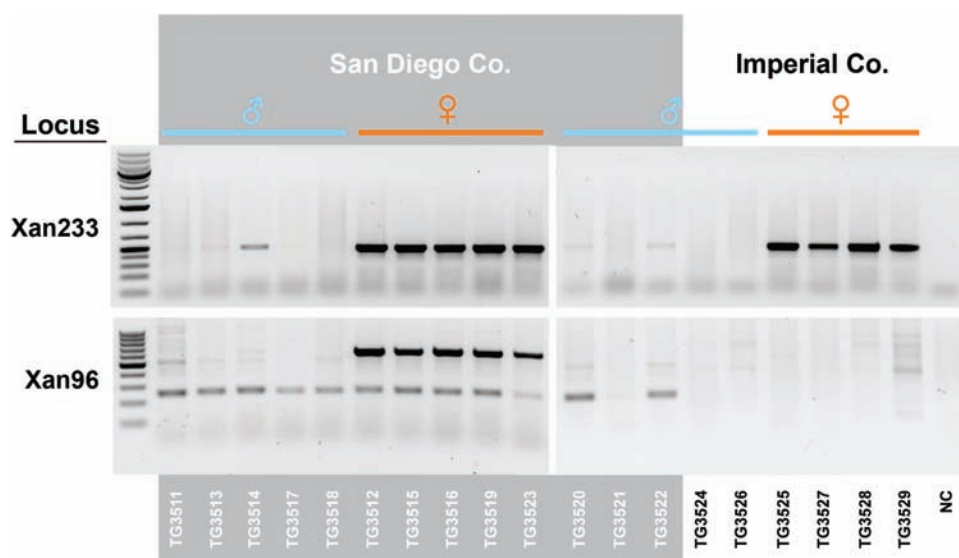 San Diego Co.
Imperial Co.
♂
♀
♂
♀
Locus
Xan233
Xan96
TG3511
TG3513
TG3514
TG3517
TG3518
TG3512
TG3515
TG3516
TG3519
TG3523
TG3520
TG3521
TG3522
TG3524
TG3526
TG3525
TG3527
TG3528
TG3529
NC